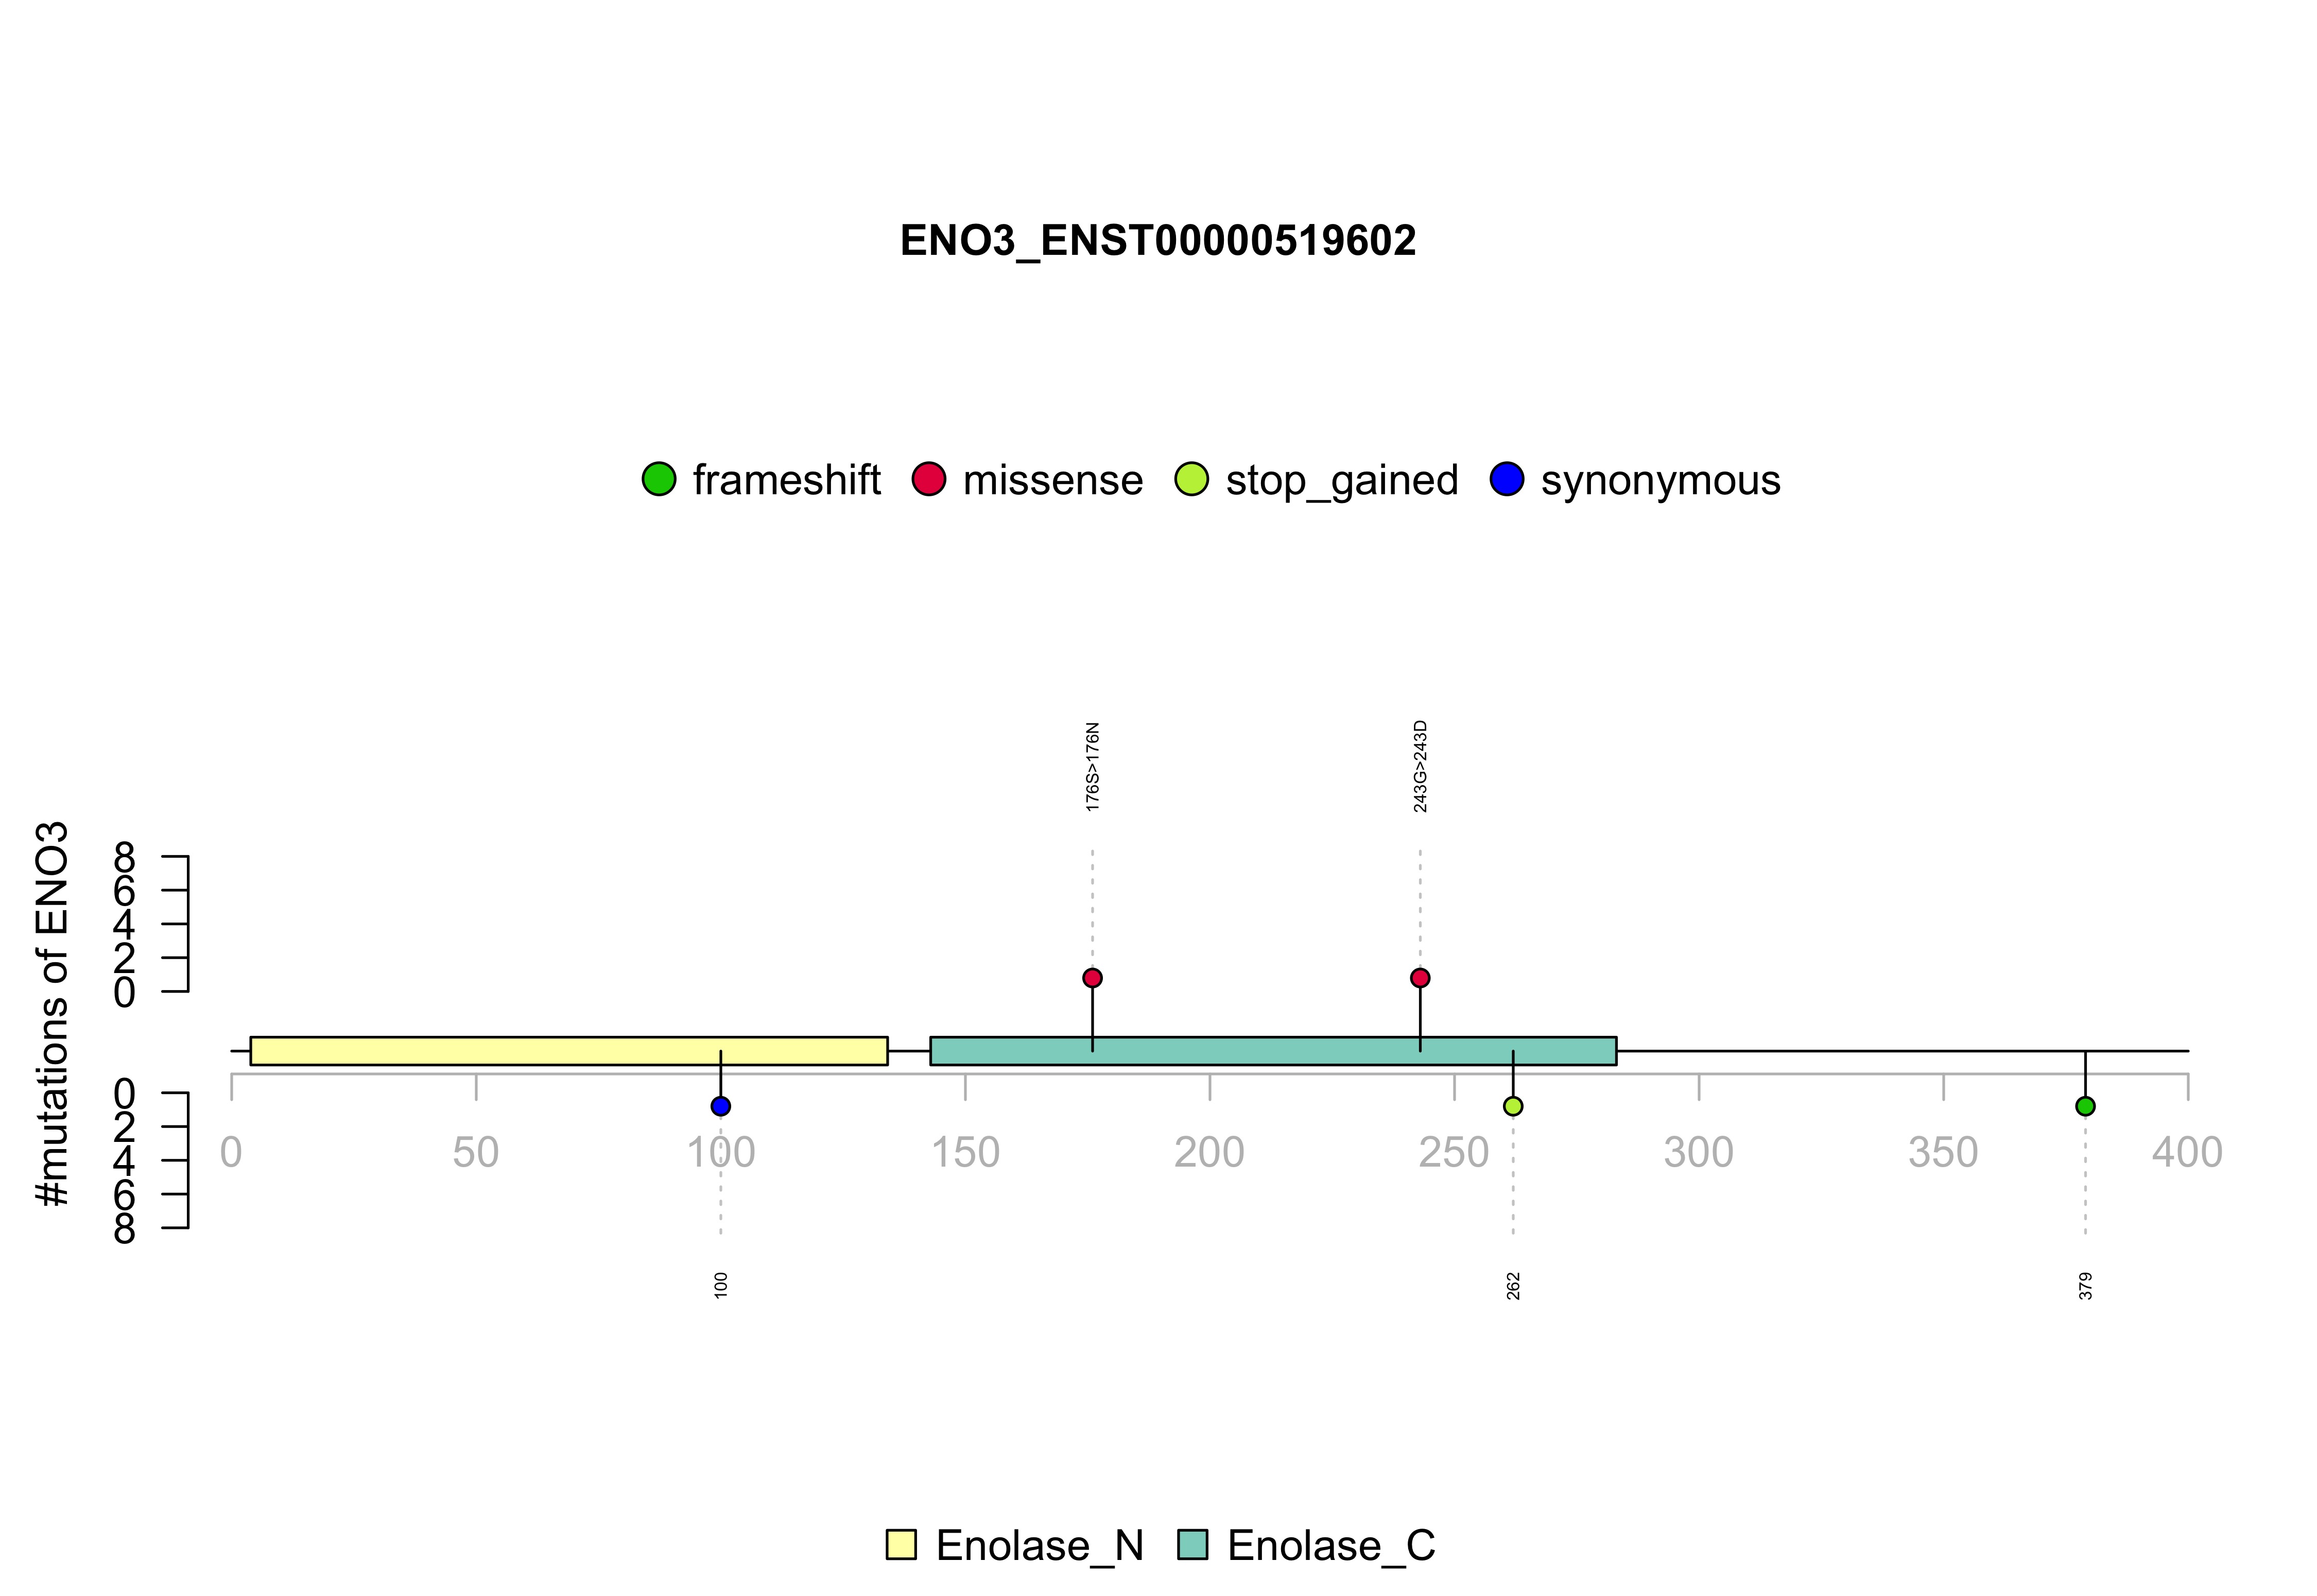 ENO3_ENST00000519602
frameshift missense stop_gained synonymous
176S>176N 243G>243D
#mutations of ENO3
8
6
4
2
0
0
2
4
6
8
0 50 100 150 200 250 300 350 400
100 262 379
Enolase_N Enolase_C